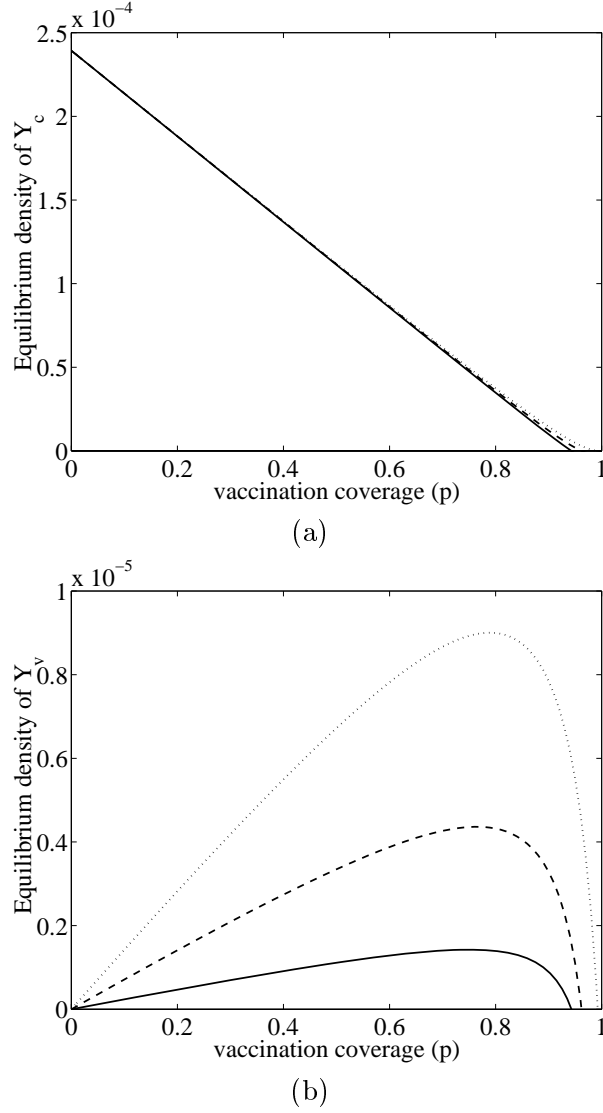 x 10⁻⁴
2.5
2
1.5
1
0.5
0
Equilibrium density of Y_c
0 0.2 0.4 0.6 0.8 1
vaccination coverage (p)
(a)
x 10⁻⁵
1
0.8
0.6
0.4
0.2
0
Equilibrium density of Y_v
0 0.2 0.4 0.6 0.8 1
vaccination coverage (p)
(b)